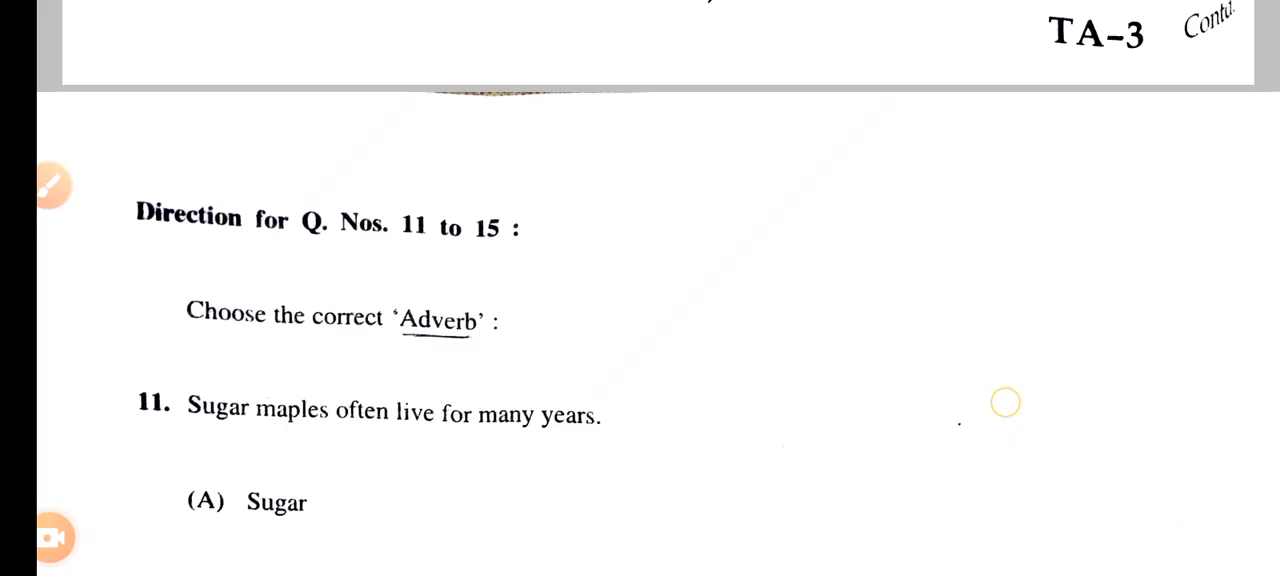 TA-3 Contd.
Direction for Q. Nos. 11 to 15 :
Choose the correct ‘Adverb’ :
11. Sugar maples often live for many years.
(A) Sugar